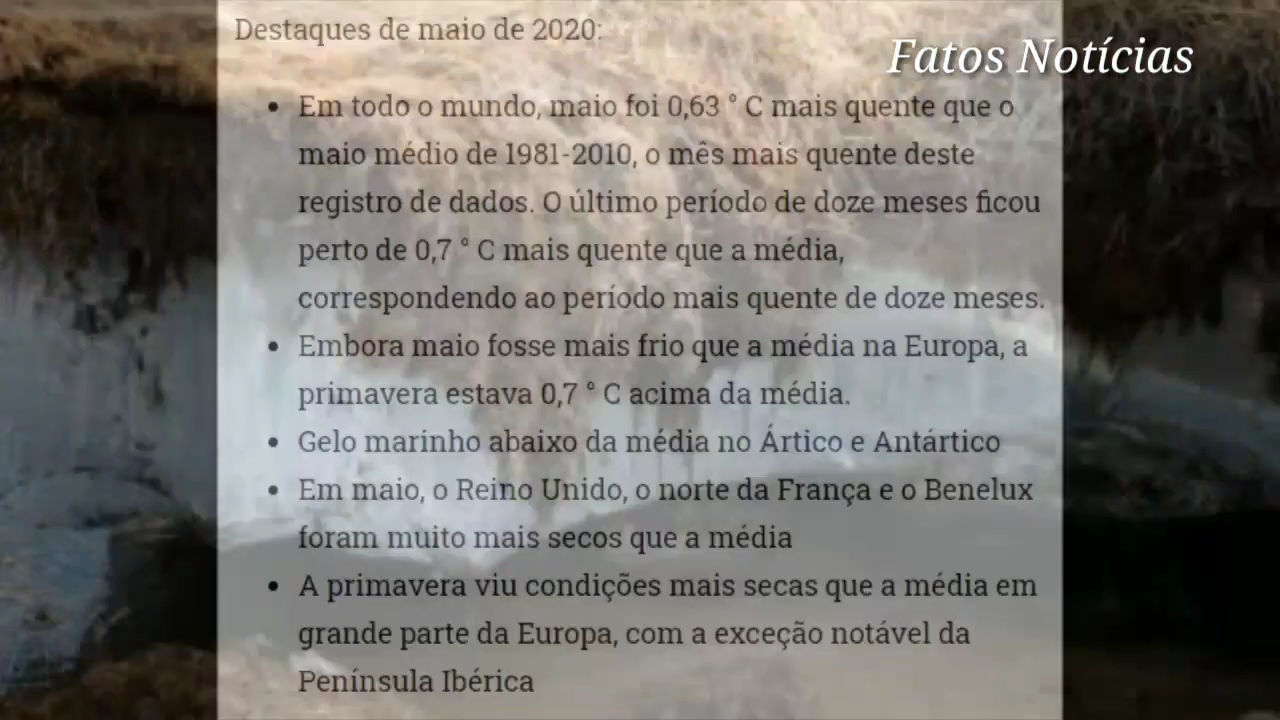 Destaques de maio de 2020:
Fatos Notícias
• Em todo o mundo, maio foi 0,63 ° C mais quente que o
maio médio de 1981-2010, o mês mais quente deste
registro de dados. O último período de doze meses ficou
perto de 0,7 ° C mais quente que a média,
correspondendo ao período mais quente de doze meses.
• Embora maio fosse mais frio que a média na Europa, a
primavera estava 0,7 ° C acima da média.
• Gelo marinho abaixo da média no Ártico e Antártico
• Em maio, o Reino Unido, o norte da França e o Benelux
foram muito mais secos que a média
• A primavera viu condições mais secas que a média em
grande parte da Europa, com a exceção notável da
Península Ibérica